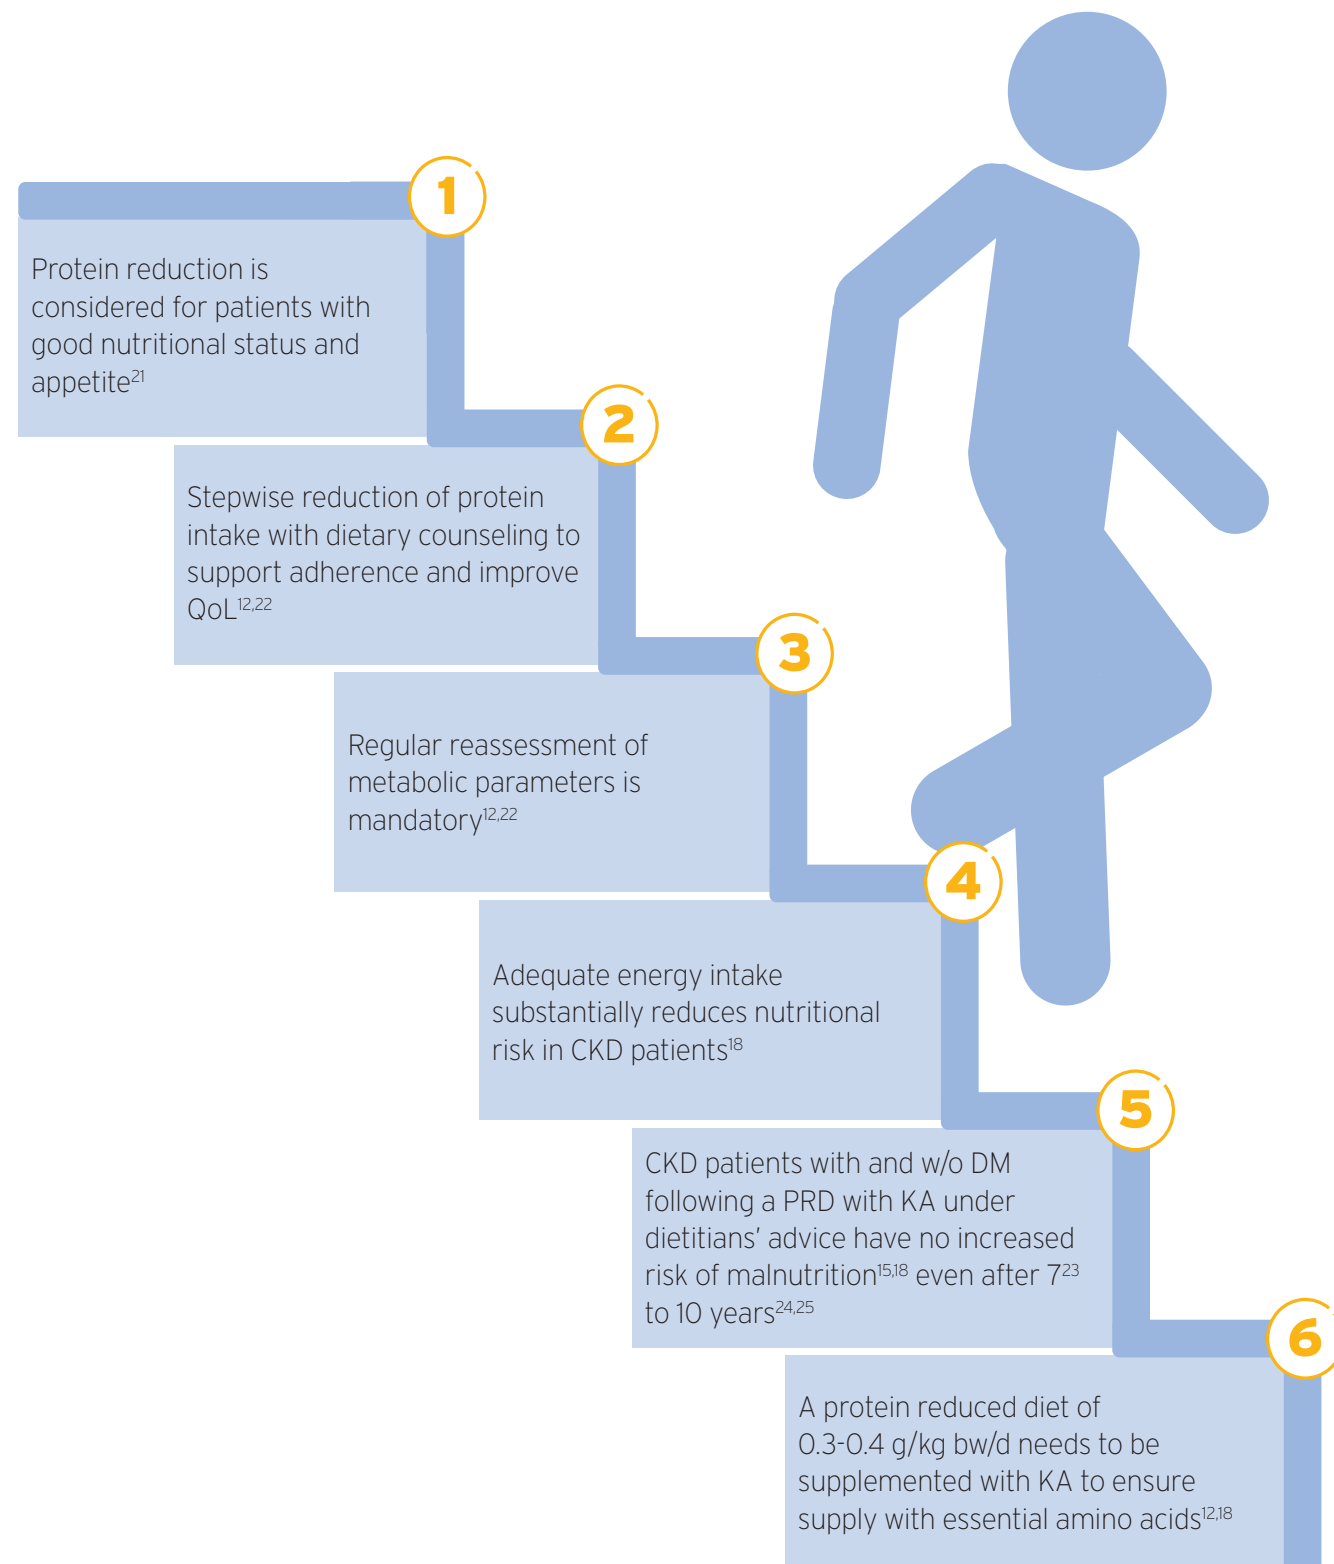 1
Protein reduction is
considered for patients with
good nutritional status and
appetite21
2
Stepwise reduction of protein
intake with dietary counseling to
support adherence and improve
QoL12,22
3
Regular reassessment of
metabolic parameters is
mandatory12,22
4
Adequate energy intake
substantially reduces nutritional
risk in CKD patients18
5
CKD patients with and w/o DM
following a PRD with KA under
dietitians’ advice have no increased
risk of malnutrition15,18 even after 723
to 10 years24,25
6
A protein reduced diet of
0.3-0.4 g/kg bw/d needs to be
supplemented with KA to ensure
supply with essential amino acids12,18